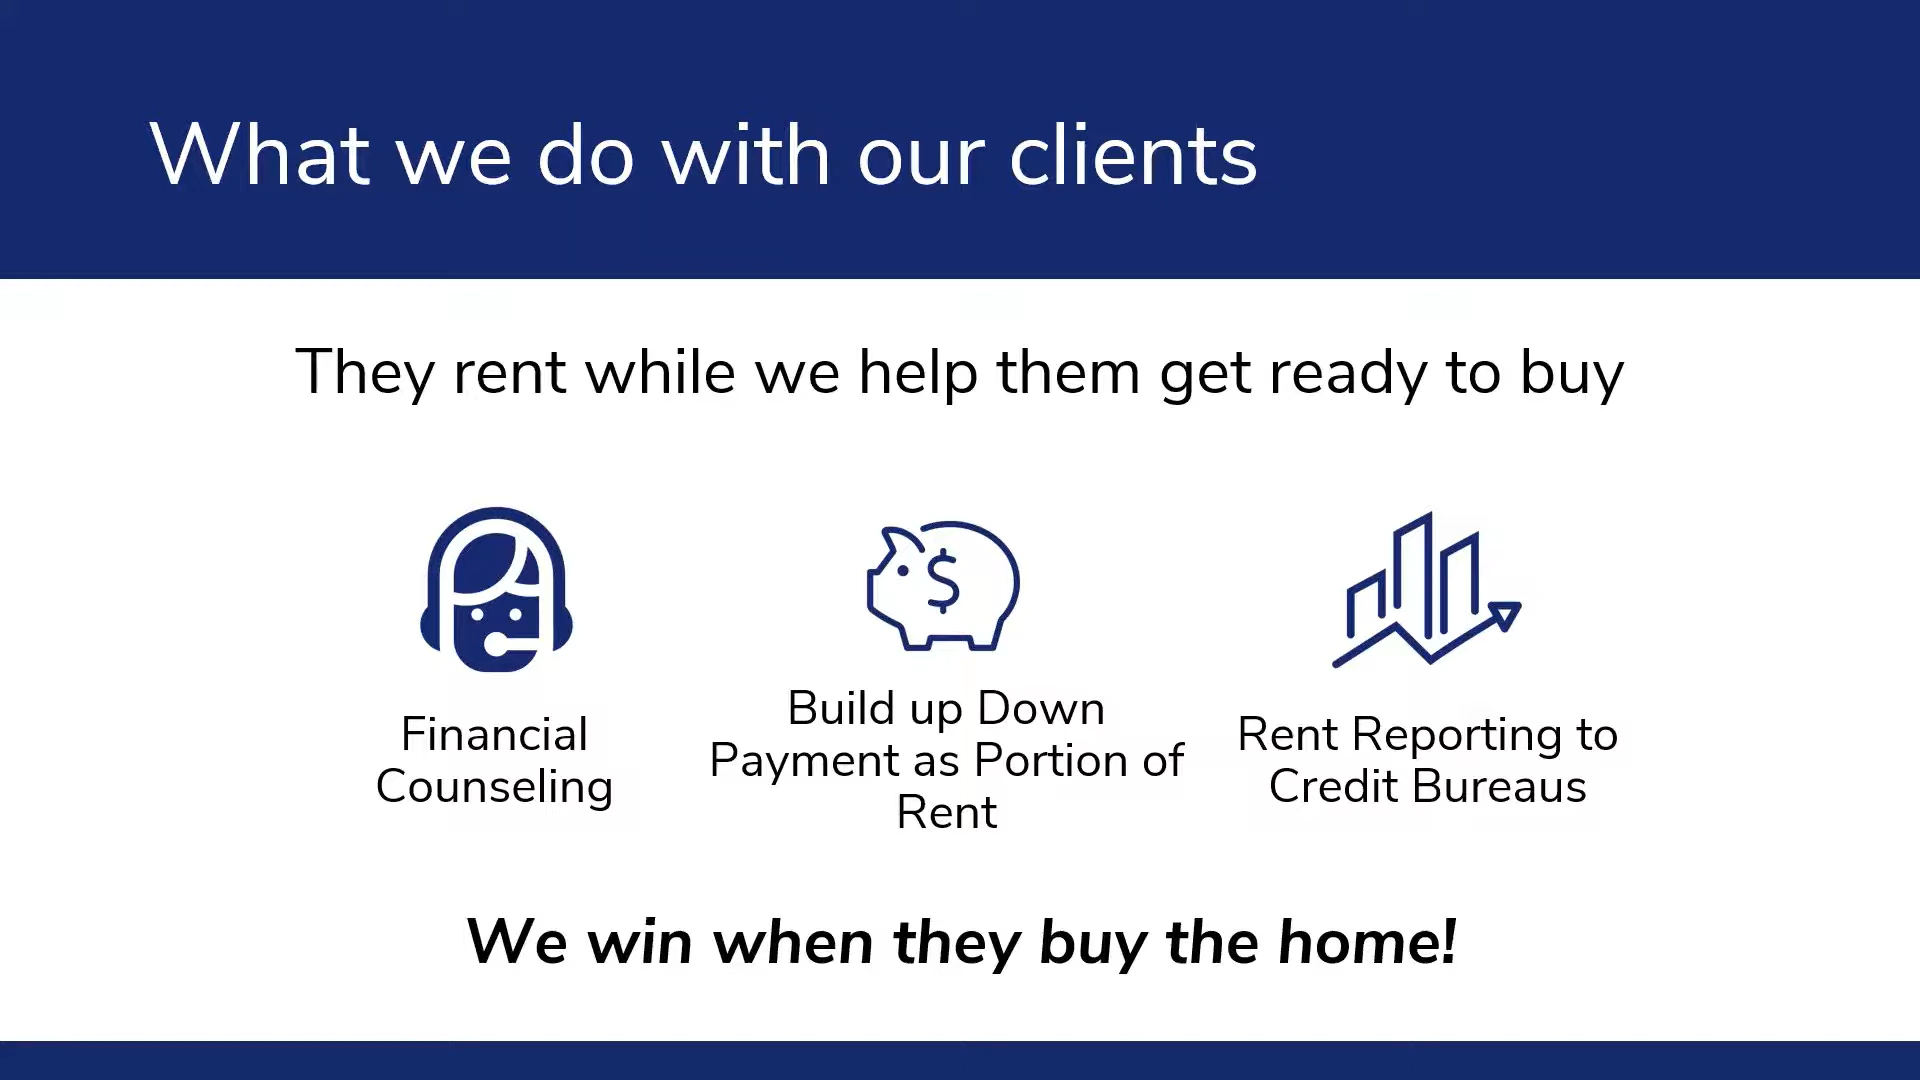 What we do with our clients
They rent while we help them get ready to buy
Financial
Counseling
Build up Down
Payment as Portion of
Rent
Rent Reporting to
Credit Bureaus
We win when they buy the home!